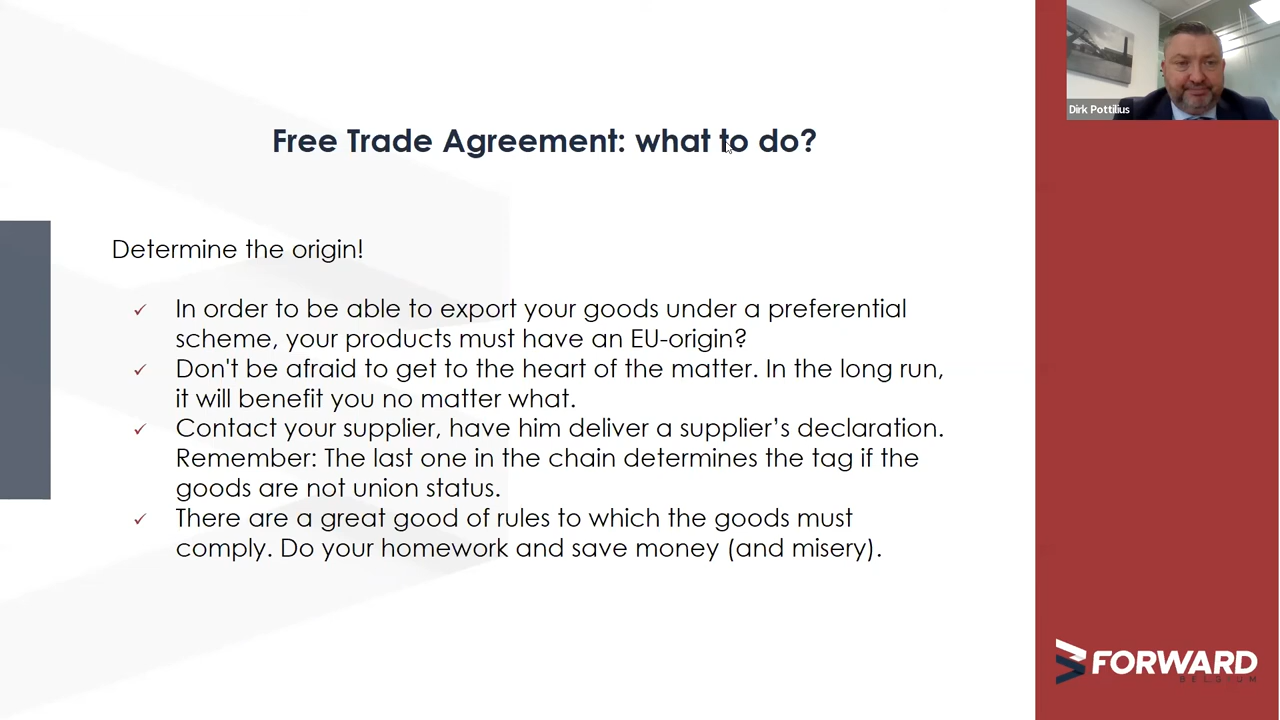 Dirk Pottilius
Free Trade Agreement: what to do?
Determine the origin!
✓ In order to be able to export your goods under a preferential
scheme, your products must have an EU-origin?
✓ Don't be afraid to get to the heart of the matter. In the long run,
it will benefit you no matter what.
✓ Contact your supplier, have him deliver a supplier’s declaration.
Remember: The last one in the chain determines the tag if the
goods are not union status.
✓ There are a great good of rules to which the goods must
comply. Do your homework and save money (and misery).
FORWARD
BELGIUM